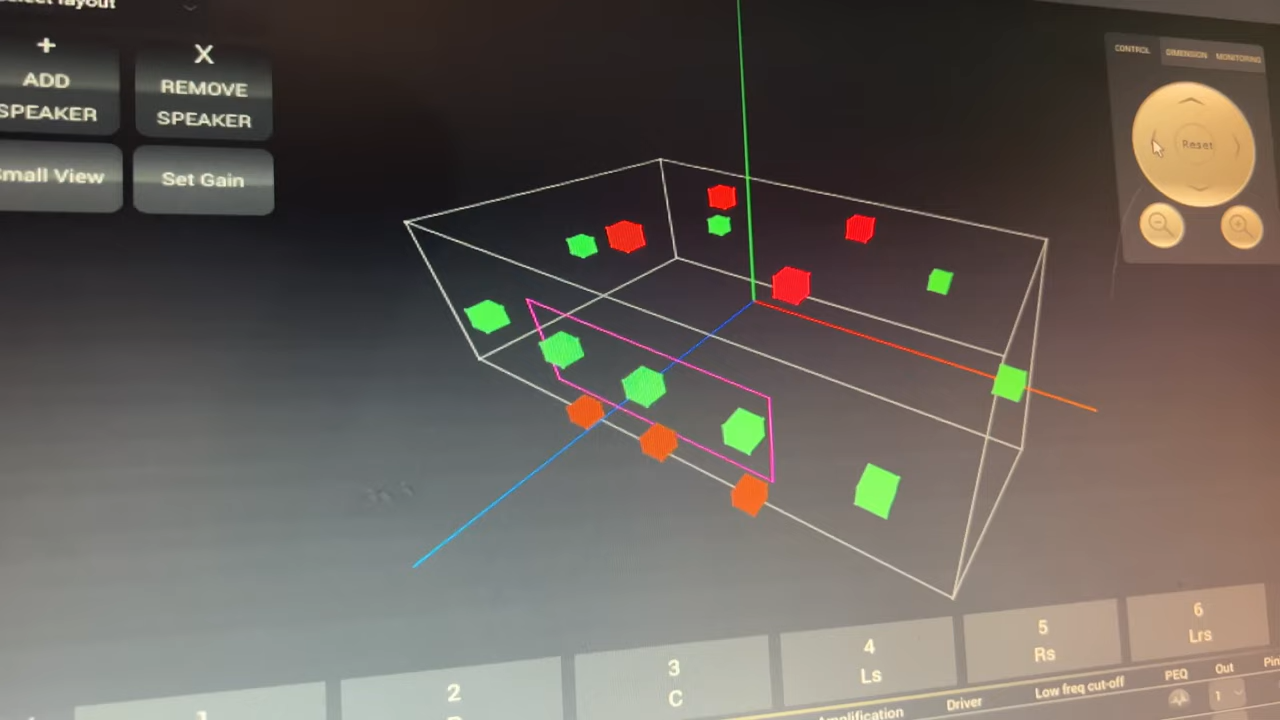 layout
+
ADD
SPEAKER
X
REMOVE
SPEAKER
Small View
Set Gain
CONTROL
DIMENSION
MONITORING
Reset
2
3
C
4
Ls
5
Rs
6
Lrs
Driver
Low freq cut-off
PEQ
Out
1